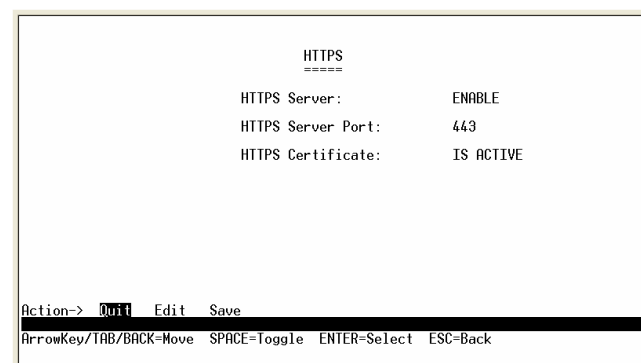 HTTPS
=====
HTTPS Server: ENABLE
HTTPS Server Port: 443
HTTPS Certificate: IS ACTIVE
Action-> Quit Edit Save
ArrowKey/TAB/BACK=Move SPACE=Toggle ENTER=Select ESC=Back